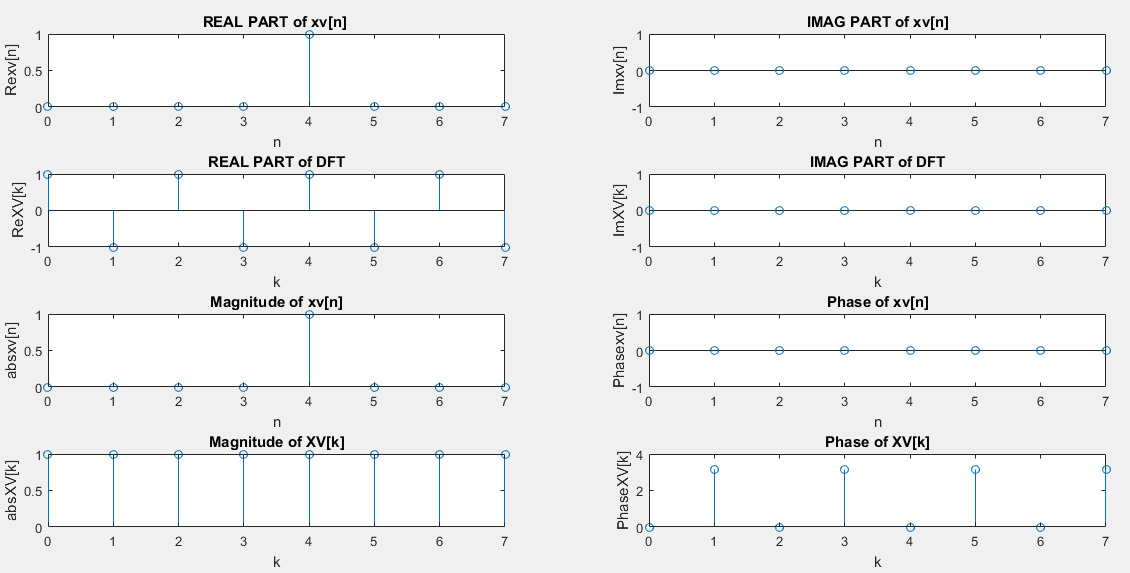 REAL PART of xv[n]
Rexv[n]
1
0.5
0
0 1 2 3 4 5 6 7
n
IMAG PART of xv[n]
Imxv[n]
1
0
-1
0 1 2 3 4 5 6 7
n
REAL PART of DFT
ReXV[k]
1
0
-1
0 1 2 3 4 5 6 7
k
IMAG PART of DFT
ImXV[k]
1
0
-1
0 1 2 3 4 5 6 7
k
Magnitude of xv[n]
absxv[n]
1
0.5
0
0 1 2 3 4 5 6 7
n
Phase of xv[n]
Phasexv[n]
1
0
-1
0 1 2 3 4 5 6 7
n
Magnitude of XV[k]
absXV[k]
1
0.5
0
0 1 2 3 4 5 6 7
k
Phase of XV[k]
PhaseXV[k]
4
2
0
0 1 2 3 4 5 6 7
k